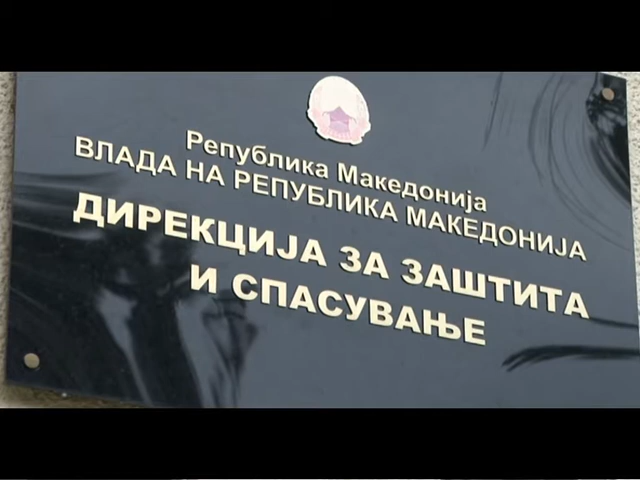 Република Македонија
ВЛАДА НА РЕПУБЛИКА МАКЕДОНИЈА
ДИРЕКЦИЈА ЗА ЗАШТИТА
И СПАСУВАЊЕ